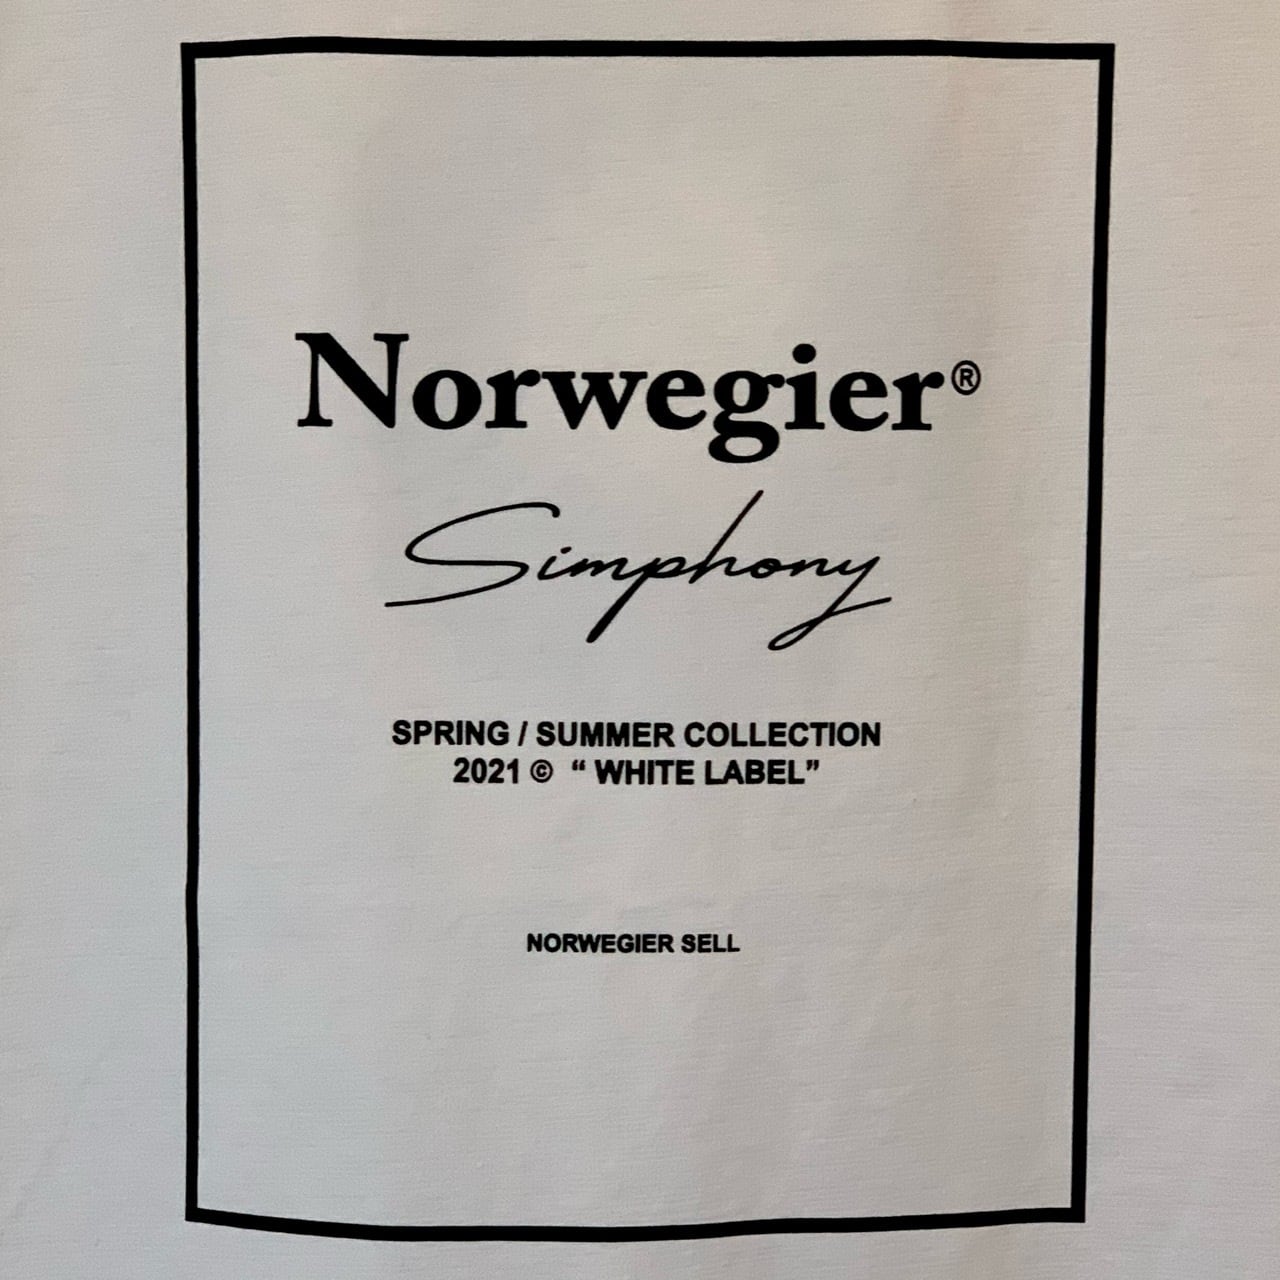 Norwegier®
Simphony
SPRING / SUMMER COLLECTION
2021 © “ WHITE LABEL”
NORWEGIER SELL